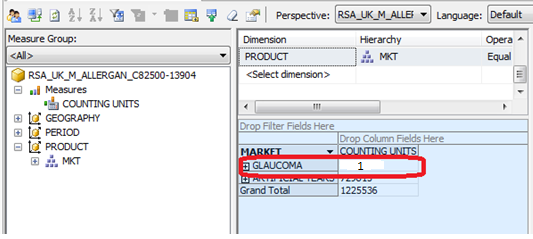 Perspective: RSA_UK_M_ALLER Language: Default
Measure Group:
<All>
RSA_UK_M_ALLERGAN_C82500-13904
Measures
COUNTING UNITS
GEOGRAPHY
PERIOD
PRODUCT
MKT
Dimension Hierarchy Opera
PRODUCT MKT Equal
<Select dimension>
Drop Filter Fields Here
Drop Column Fields Here
MARKET COUNTING UNITS
GLAUCOMA 1
ARTIFICIAL TEARS
Grand Total 1225536